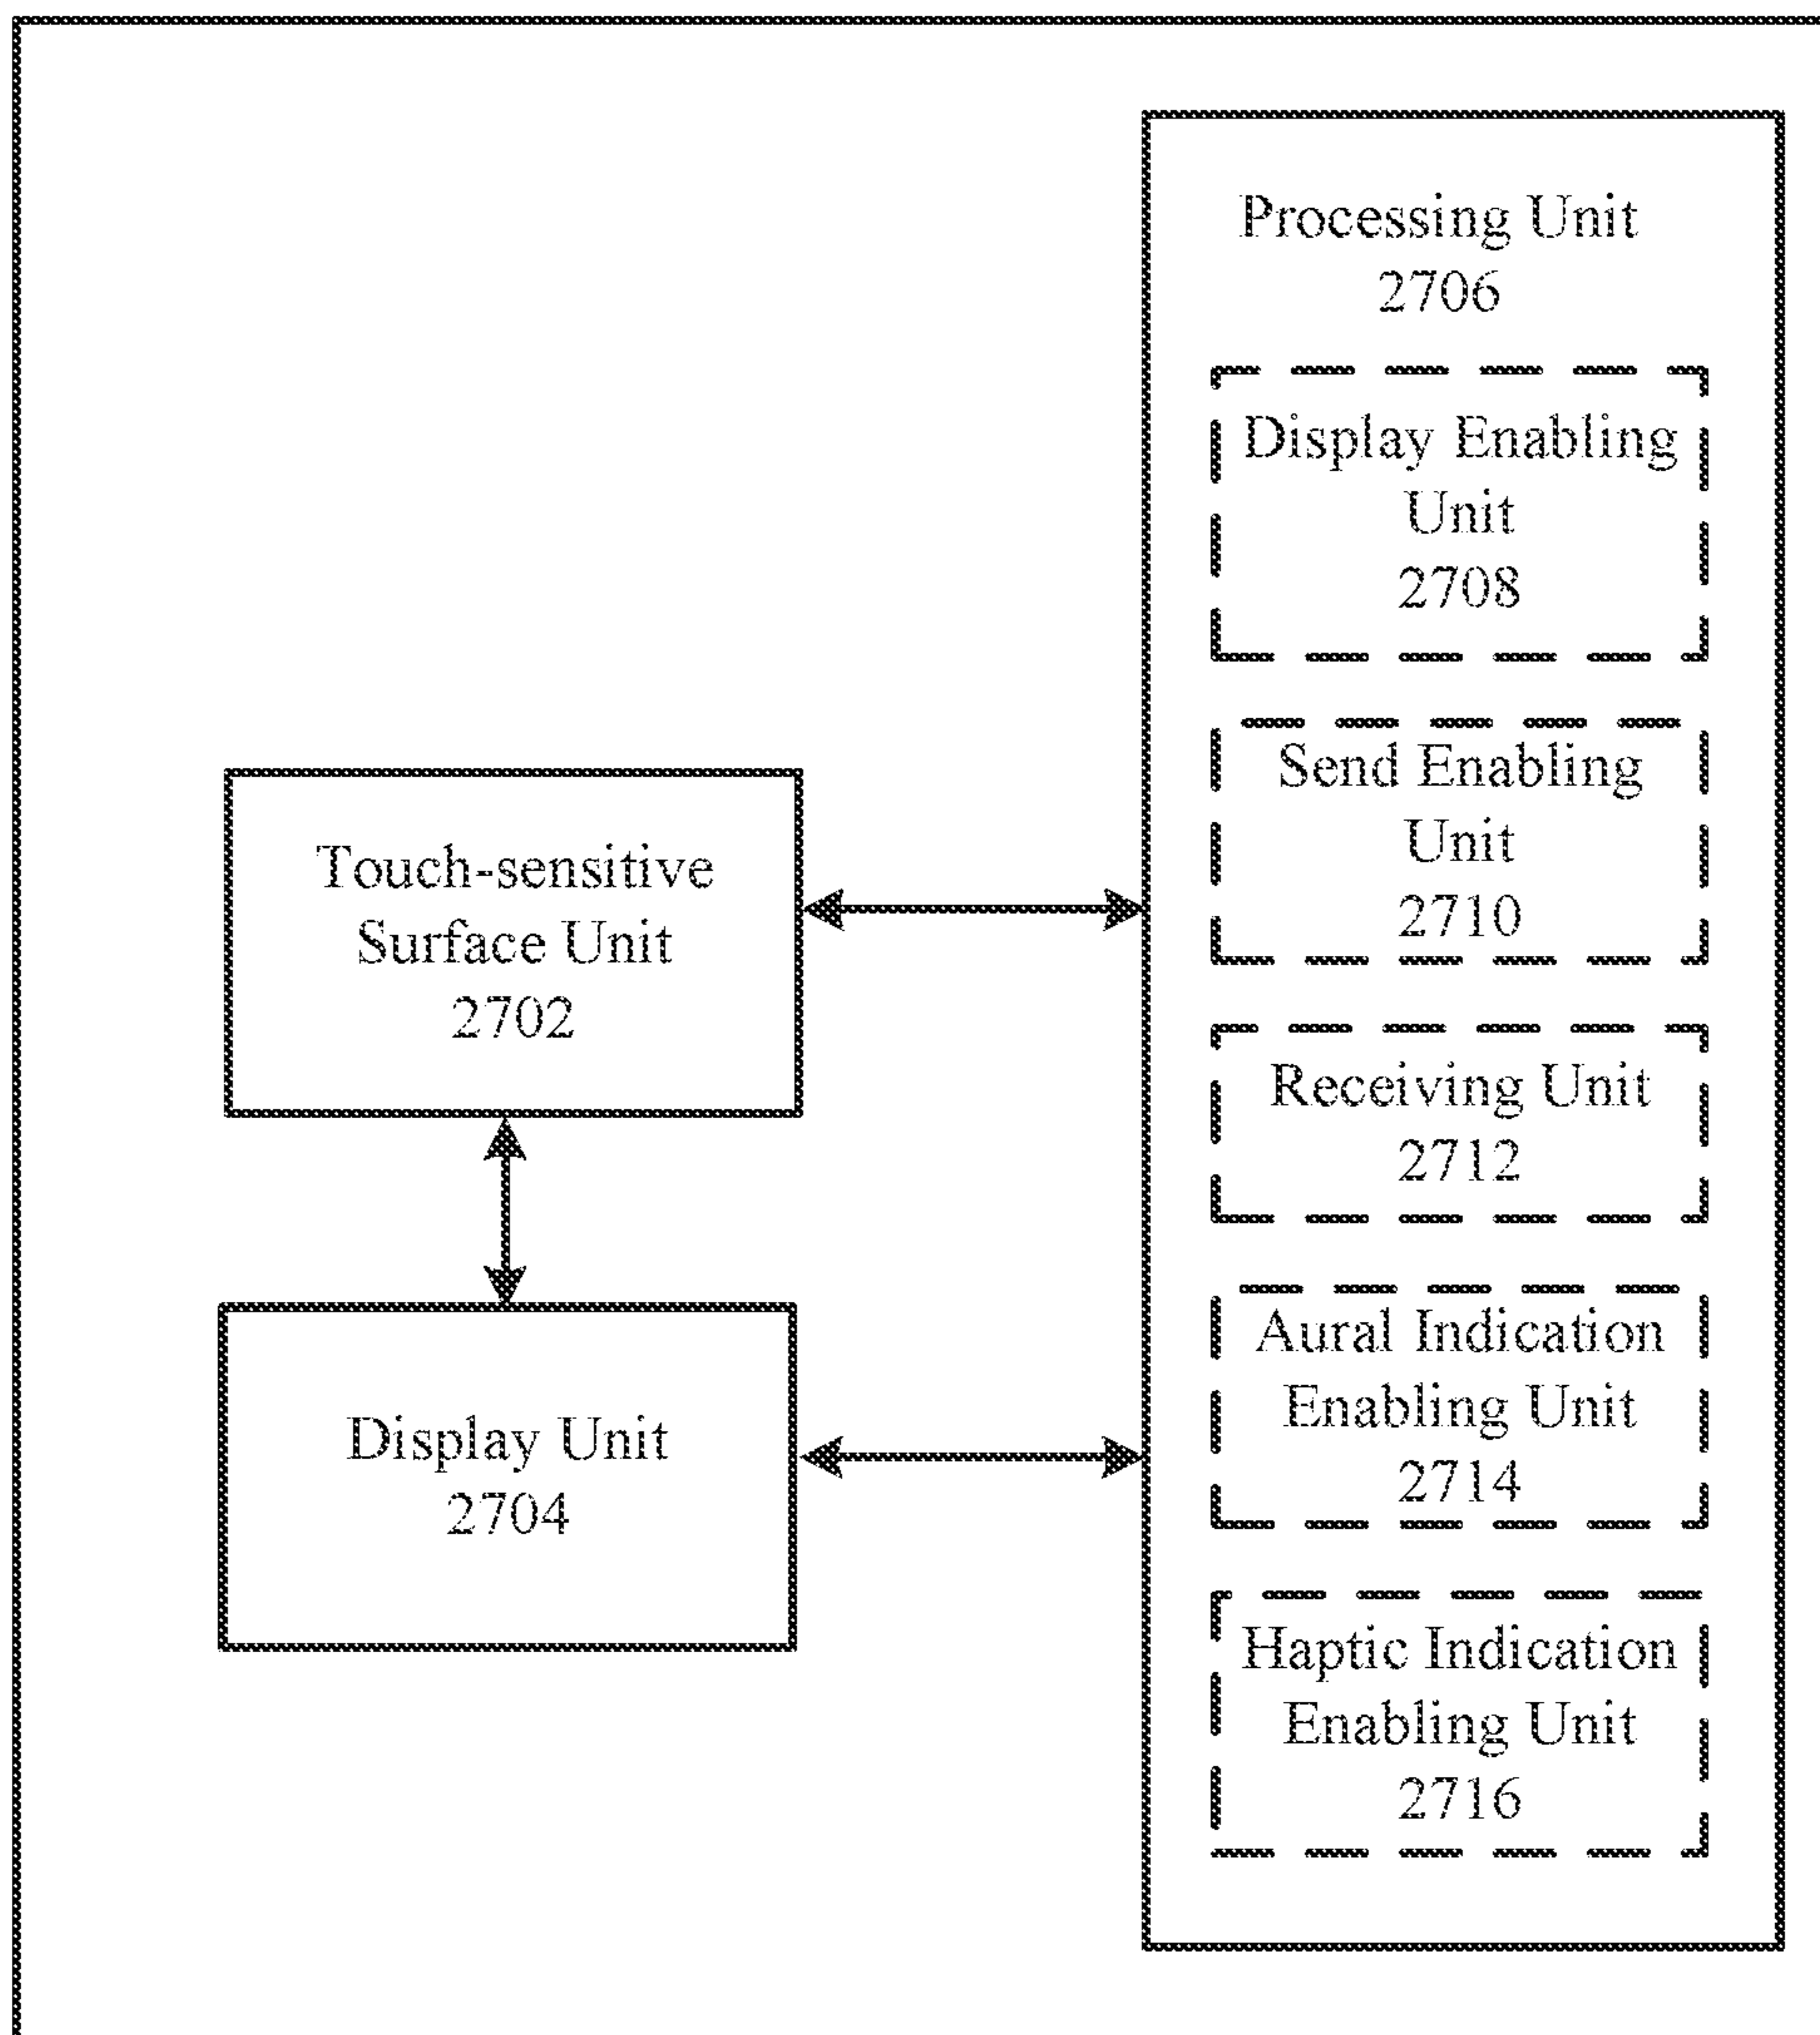 Processing Unit
2706
Display Enabling
Unit
2708
Send Enabling
Unit
2710
Receiving Unit
2712
Aural Indication
Enabling Unit
2714
Haptic Indication
Enabling Unit
2716
Touch-sensitive
Surface Unit
2702
Display Unit
2704